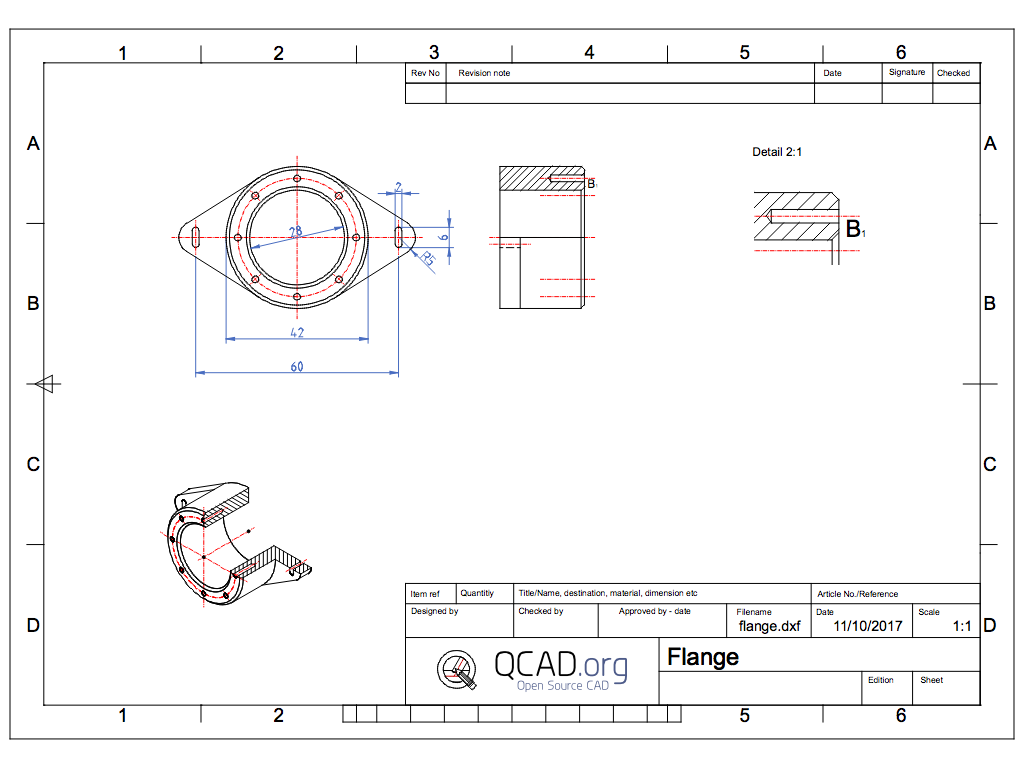 1 2 3 4 5 6
Rev No Revision note Date Signature Checked
A A
Detail 2:1
2
B1
28
6
B1
R5
B B
42
60
C C
Item ref Quantitiy Title/Name, destination, material, dimension etc Article No./Reference
Designed by Checked by Approved by - date Filename Date Scale
flange.dxf 11/10/2017 1:1
D D
QCAD.org
Open Source CAD
Flange
Edition Sheet
1 2 5 6